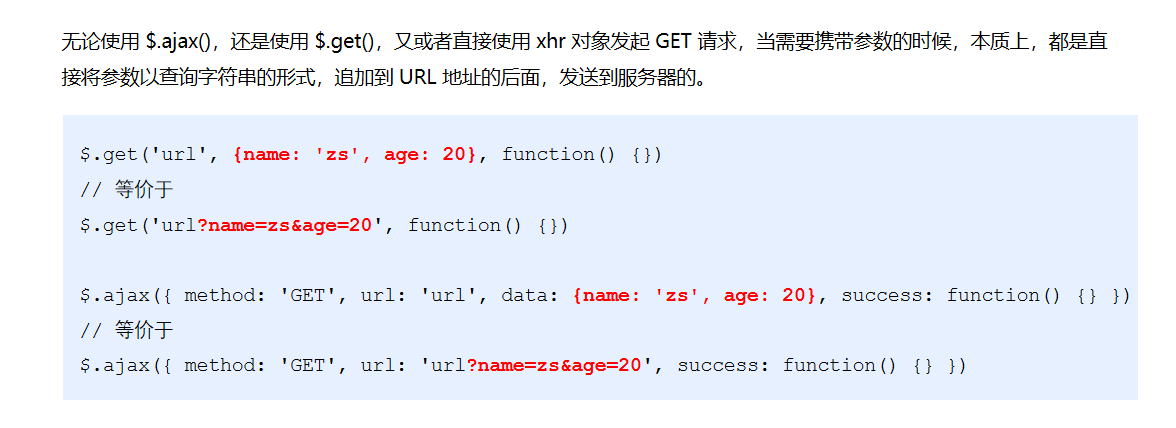 无论使用 $.ajax()，还是使用 $.get()，又或者直接使用 xhr 对象发起 GET 请求，当需要携带参数的时候，本质上，都是直
接将参数以查询字符串的形式，追加到 URL 地址的后面，发送到服务器的。
$.get('url', {name: 'zs', age: 20}, function() {})
// 等价于
$.get('url?name=zs&age=20', function() {})
$.ajax({ method: 'GET', url: 'url', data: {name: 'zs', age: 20}, success: function() {} })
// 等价于
$.ajax({ method: 'GET', url: 'url?name=zs&age=20', success: function() {} })